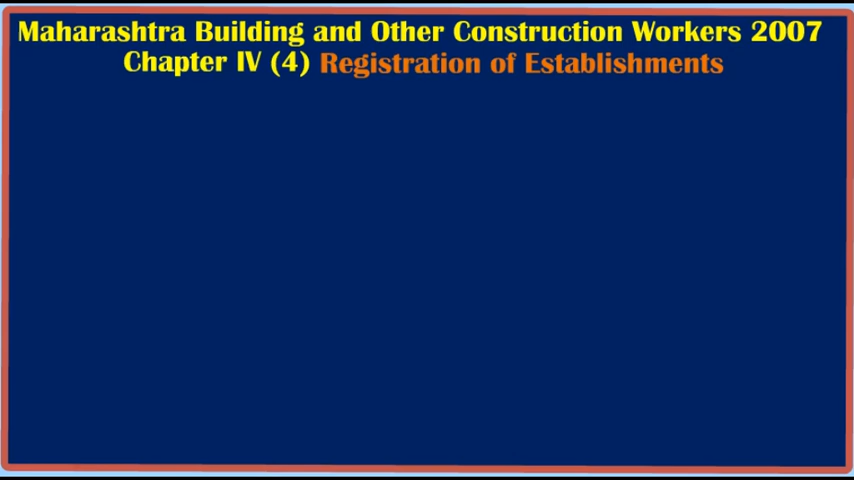 Maharashtra Building and Other Construction Workers 2007
Chapter IV (4) Registration of Establishments